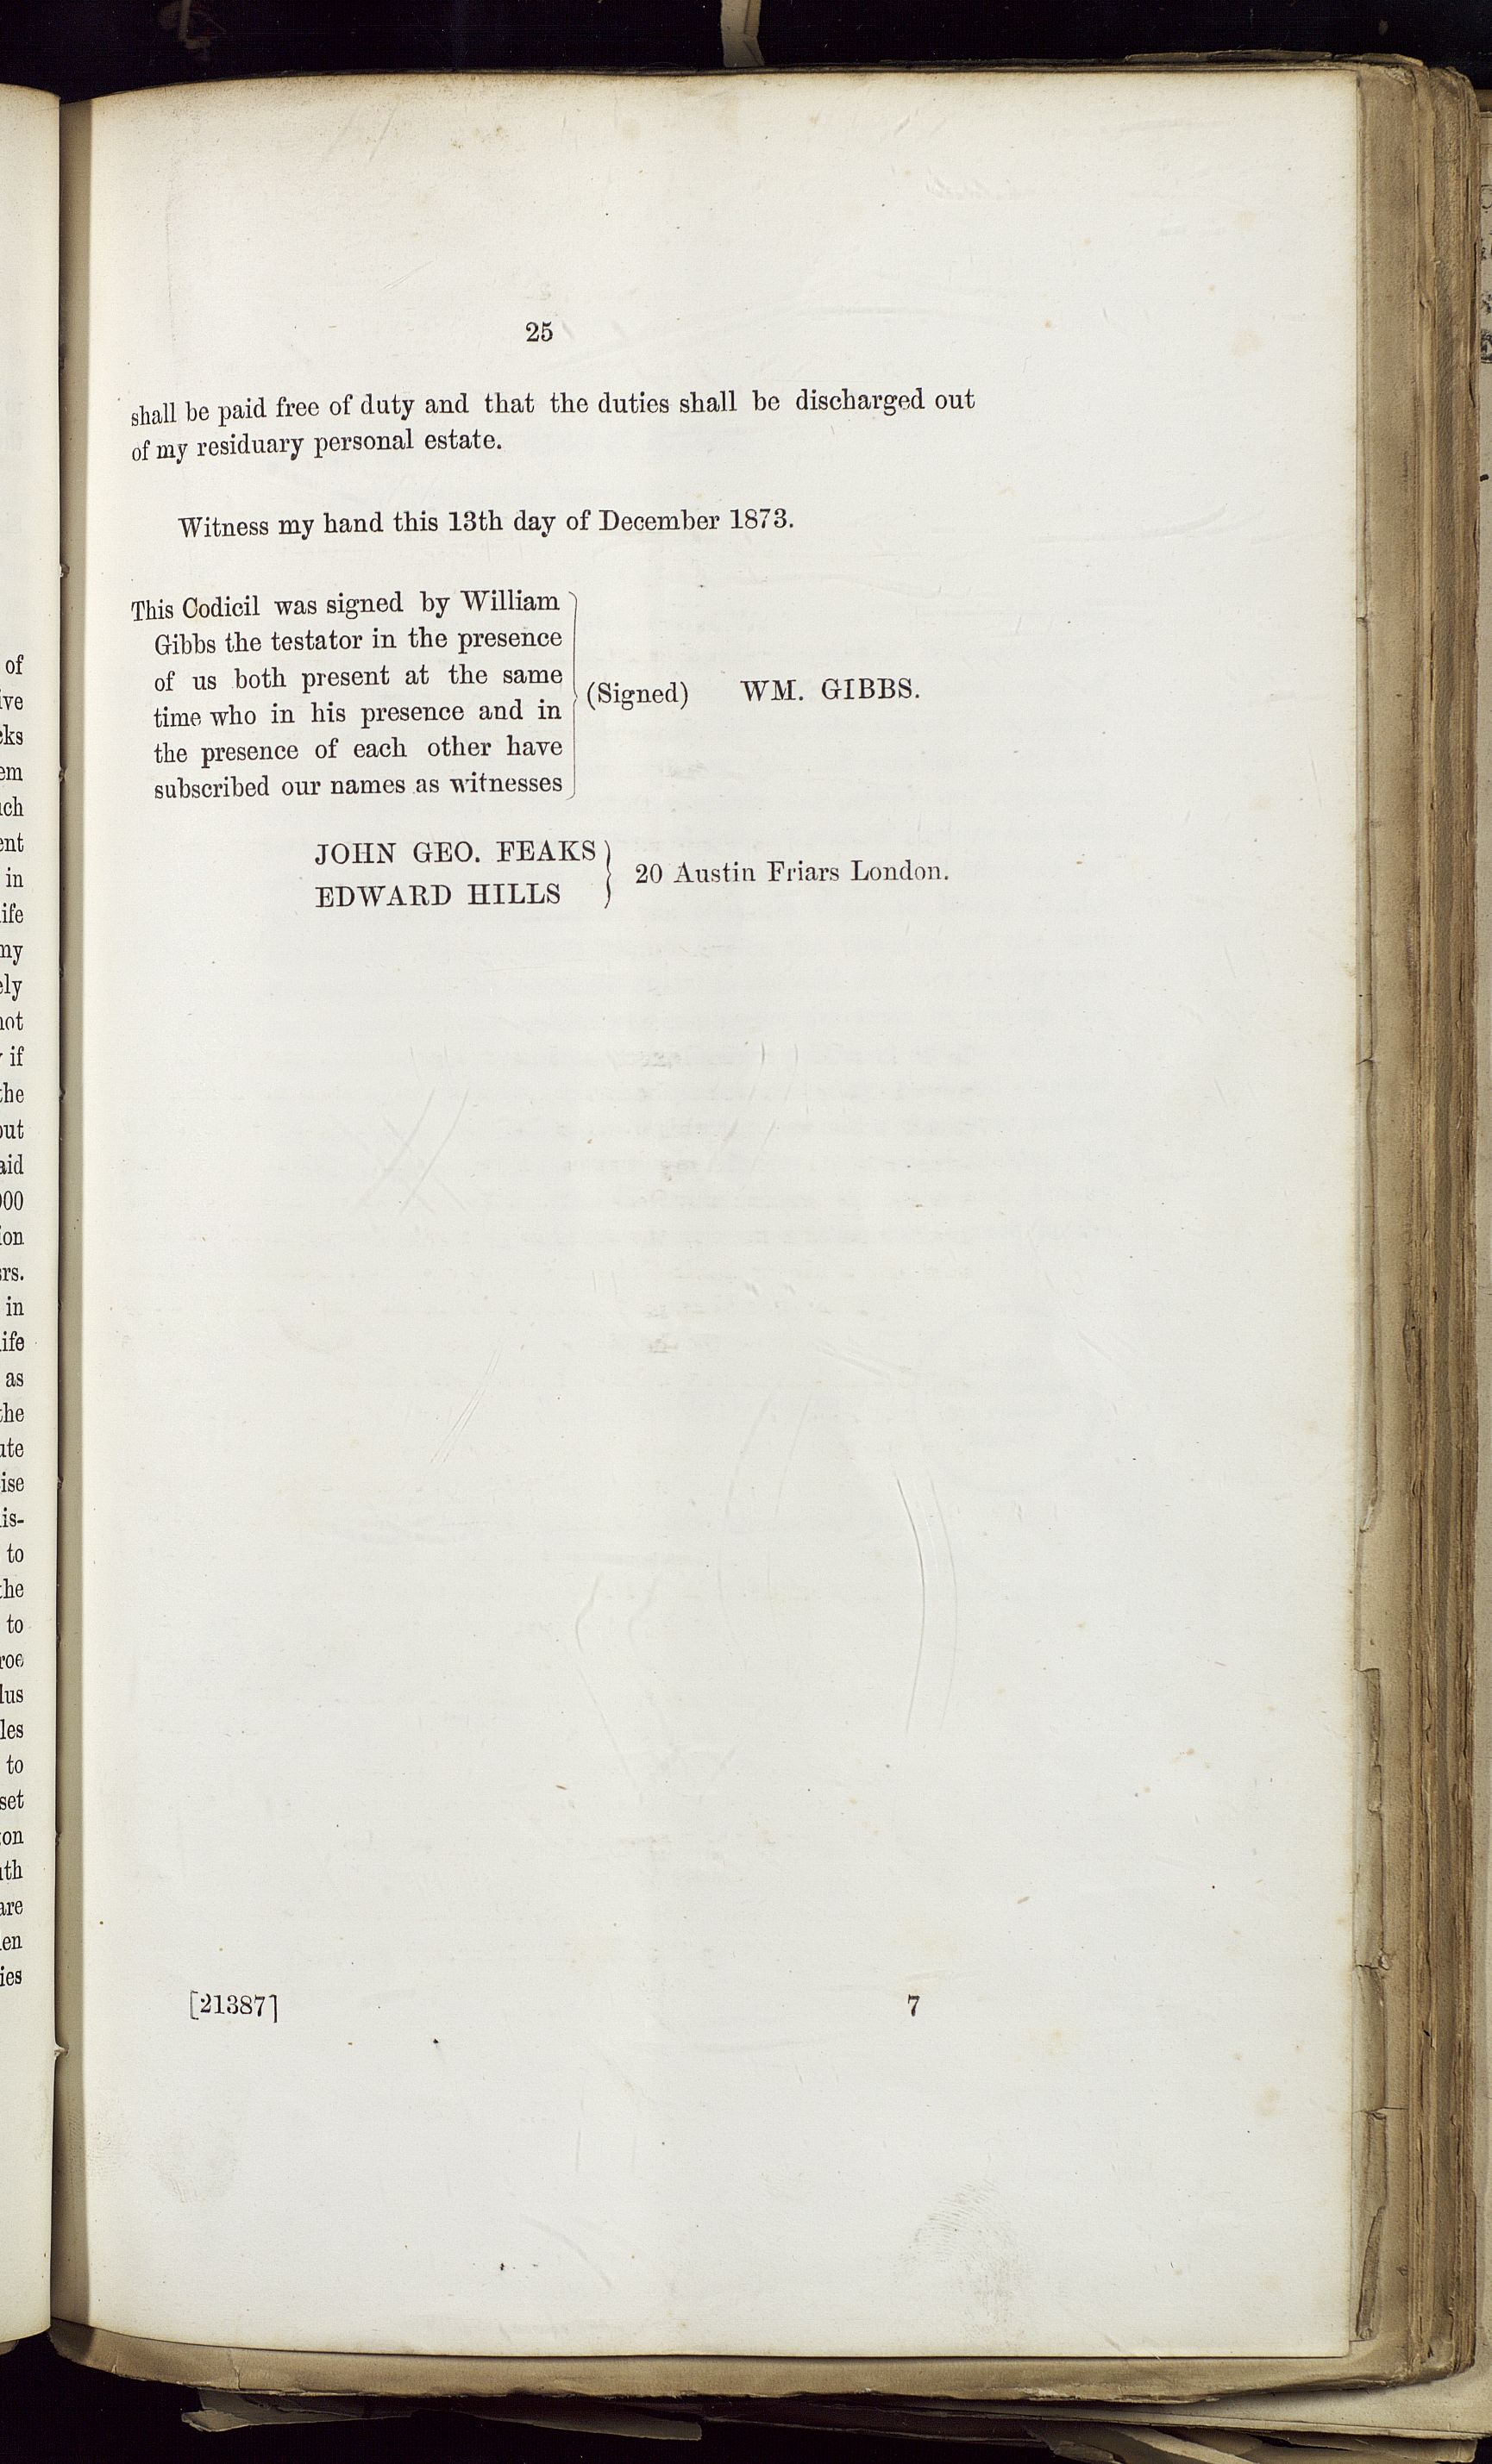 25
shall be paid free of duty and that the duties shall be discharged out
of my residuary personal estate.
Witness my hand this 13th day of December 1873.
This Codicil was signed by William
Gibbs the testator in the presence
of us both present at the same
time who in his presence and in
the presence of each other have
subscribed our names as witnesses
(Signed) WM. GIBBS.
JOHN GEO. FEAKS
EDWARD HILLS
20 Austin Friars London.
[21387] 7